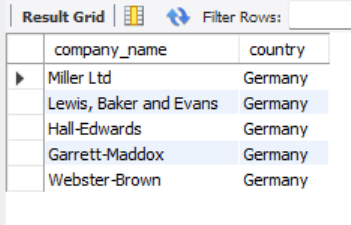 Result Grid Filter Rows:
company_name country
Miller Ltd Germany
Lewis, Baker and Evans Germany
Hall-Edwards Germany
Garrett-Maddox Germany
Webster-Brown Germany